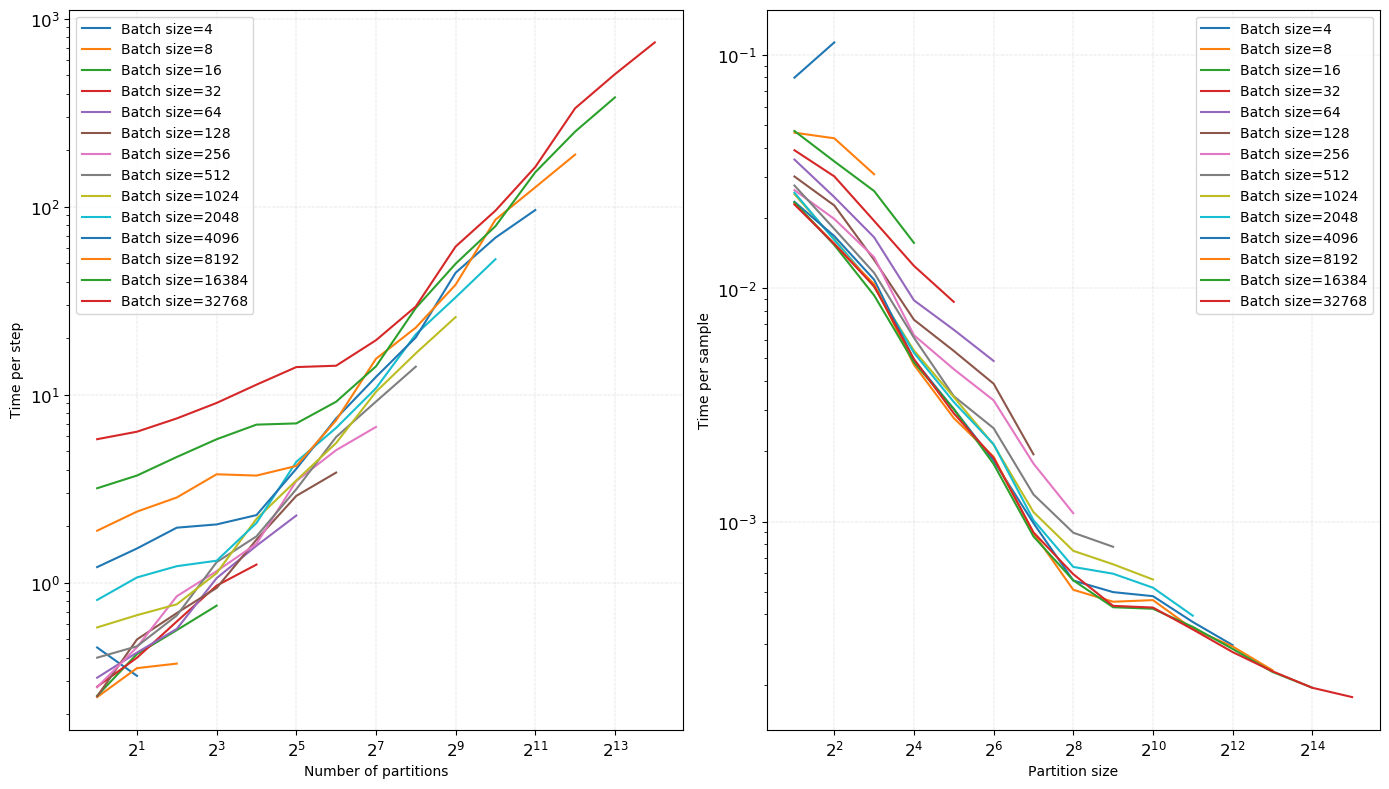 10³
10²
10¹
10⁰
Time per step
Batch size=4
Batch size=8
Batch size=16
Batch size=32
Batch size=64
Batch size=128
Batch size=256
Batch size=512
Batch size=1024
Batch size=2048
Batch size=4096
Batch size=8192
Batch size=16384
Batch size=32768
2¹ 2³ 2⁵ 2⁷ 2⁹ 2¹¹ 2¹³
Number of partitions
10⁻¹
10⁻²
10⁻³
Time per sample
Batch size=4
Batch size=8
Batch size=16
Batch size=32
Batch size=64
Batch size=128
Batch size=256
Batch size=512
Batch size=1024
Batch size=2048
Batch size=4096
Batch size=8192
Batch size=16384
Batch size=32768
2² 2⁴ 2⁶ 2⁸ 2¹⁰ 2¹² 2¹⁴
Partition size